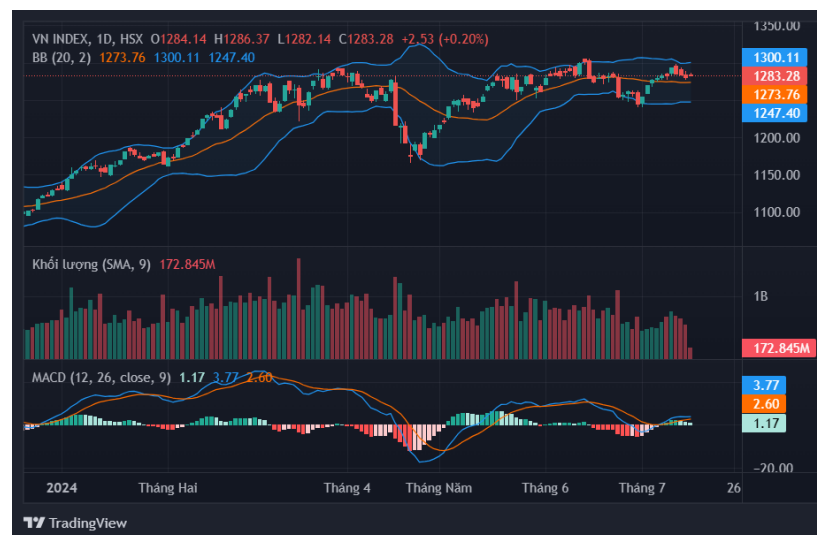 VN INDEX, 1D, HSX O1284.14 H1286.37 L1282.14 C1283.28 +2.53 (+0.20%)
BB (20, 2) 1273.76 1300.11 1247.40
1350.00
1300.11
1283.28
1273.76
1247.40
1200.00
1150.00
1100.00
Khối lượng (SMA, 9) 172.845M
1B
172.845M
MACD (12, 26, close, 9) 1.17 3.77 2.60
3.77
2.60
1.17
−20.00
2024 Tháng Hai Tháng 4 Tháng Năm Tháng 6 Tháng 7 26
TradingView